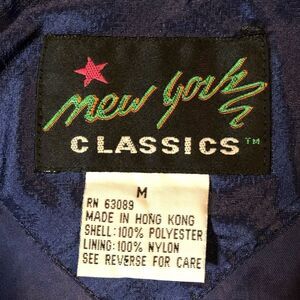 new york
CLASSICS™
M
RN 63089
MADE IN HONG KONG
SHELL:100% POLYESTER
LINING:100% NYLON
SEE REVERSE FOR CARE